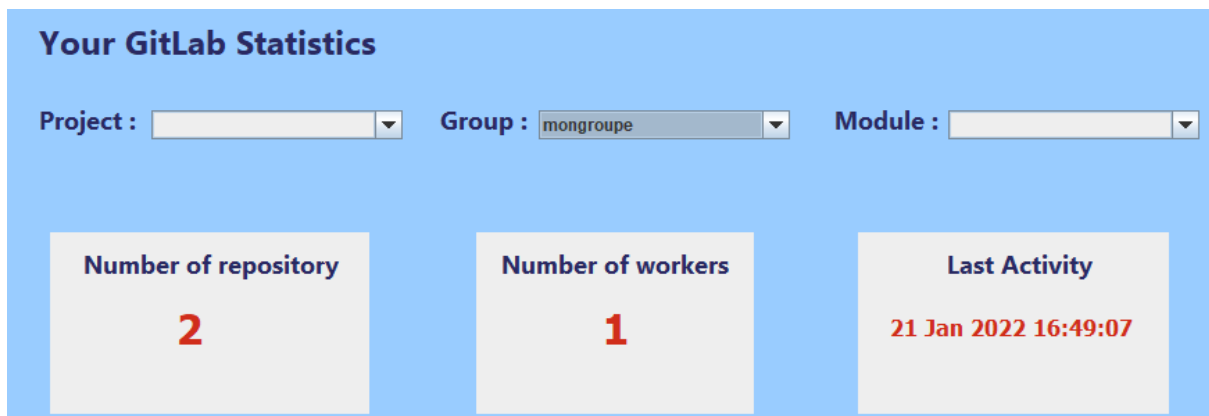 Your GitLab Statistics
Project : Group : mongroupe Module :
Number of repository Number of workers Last Activity
2 1 21 Jan 2022 16:49:07